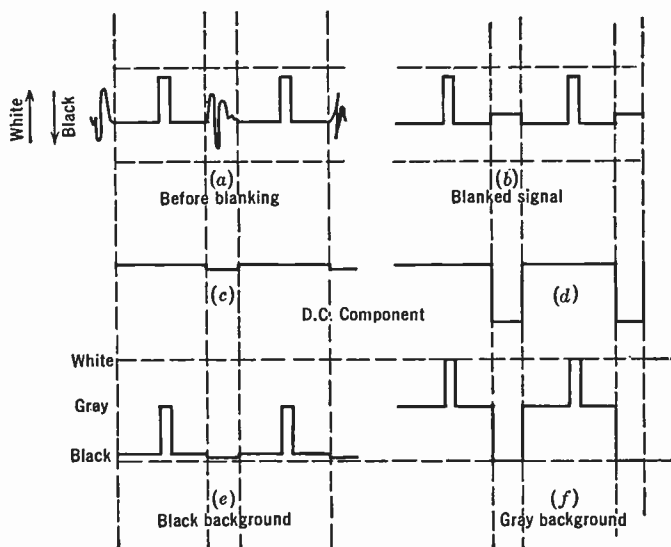 White
Black
(a)
Before blanking
(b)
Blanked signal
(c)
(d)
D.C. Component
White
Gray
Black
(e)
Black background
(f)
Gray background